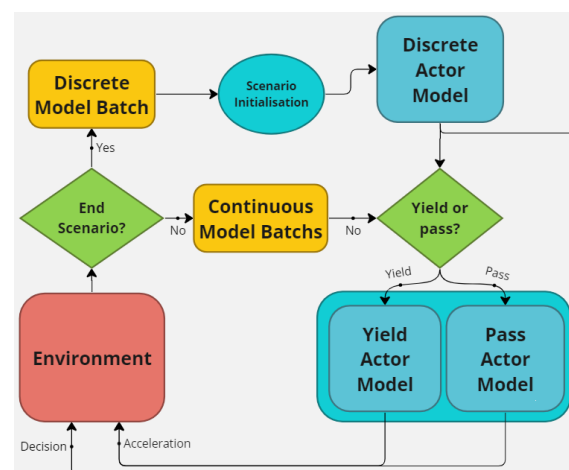 Discrete
Model Batch
Scenario
Initialisation
Discrete
Actor
Model
Yes
End
Scenario?
No
Continuous
Model Batchs
No
Yield or
pass?
Yield
Pass
Environment
Yield
Actor
Model
Pass
Actor
Model
Decision
Acceleration